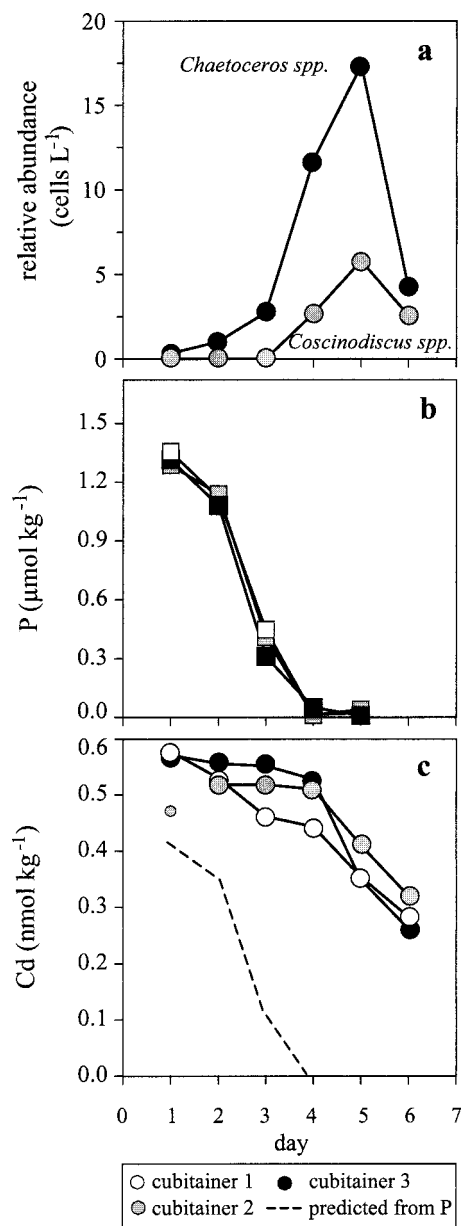 a
20
15
10
5
0
relative abundance
(cells L⁻¹)
Chaetoceros spp.
Coscinodiscus spp.
b
1.5
1.2
0.9
0.6
0.3
0.0
P (µmol kg⁻¹)
c
0.6
0.5
0.4
0.3
0.2
0.1
0.0
Cd (nmol kg⁻¹)
0 1 2 3 4 5 6 7
day
cubitainer 1 cubitainer 3
cubitainer 2 predicted from P